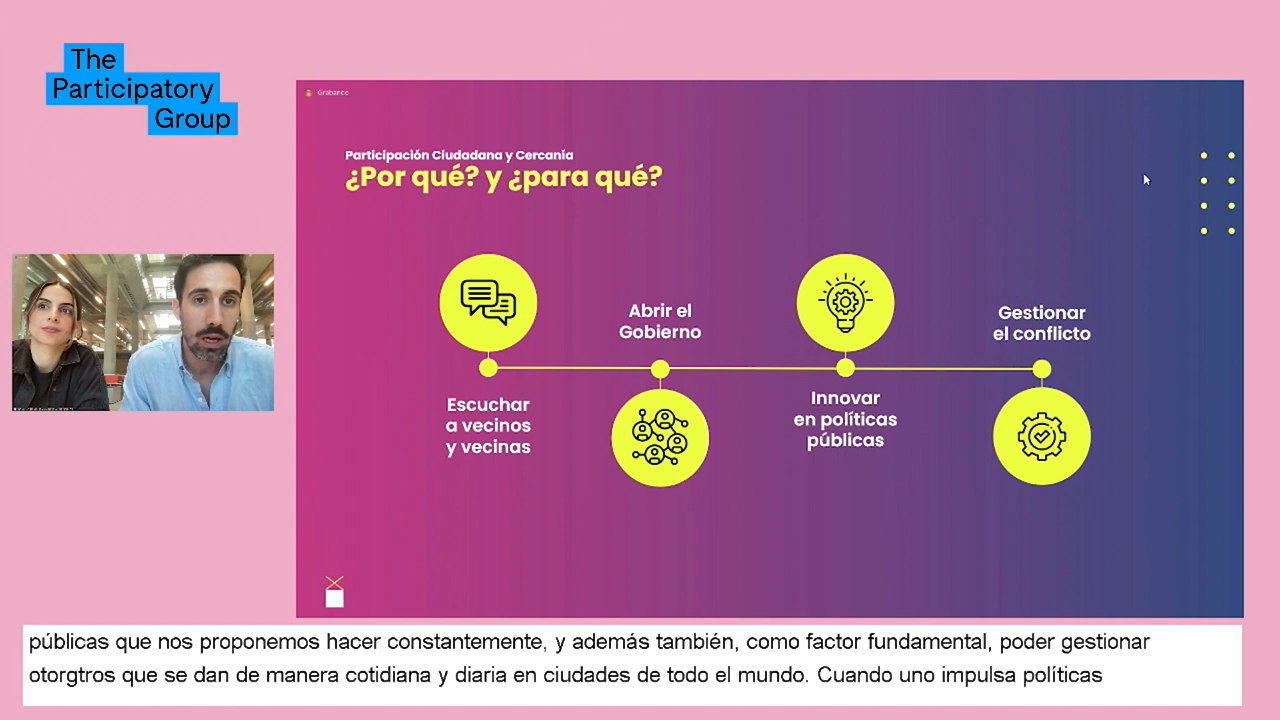 The
Participatory
Group
Grabando
Participación Ciudadana y Cercanía
¿Por qué? y ¿para qué?
Escuchar
a vecinos
y vecinas
Abrir el
Gobierno
Innovar
en políticas
públicas
Gestionar
el conflicto
públicas que nos proponemos hacer constantemente, y además también, como factor fundamental, poder gestionar
otorgtros que se dan de manera cotidiana y diaria en ciudades de todo el mundo. Cuando uno impulsa políticas